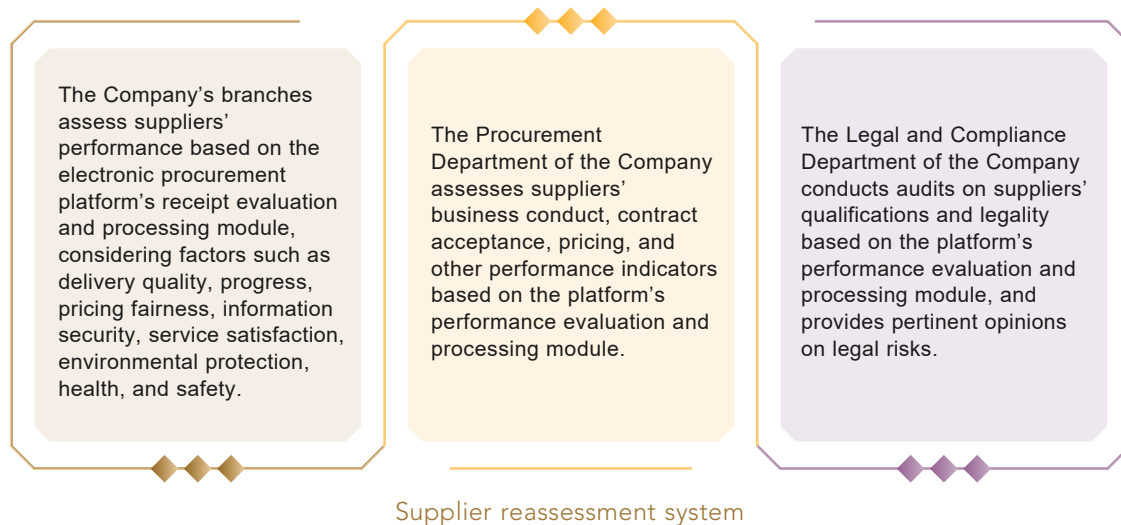 The Company’s branches
assess suppliers’
performance based on the
electronic procurement
platform’s receipt evaluation
and processing module,
considering factors such as
delivery quality, progress,
pricing fairness, information
security, service satisfaction,
environmental protection,
health, and safety.
The Procurement
Department of the Company
assesses suppliers’
business conduct, contract
acceptance, pricing, and
other performance indicators
based on the platform’s
performance evaluation and
processing module.
The Legal and Compliance
Department of the Company
conducts audits on suppliers’
qualifications and legality
based on the platform’s
performance evaluation and
processing module, and
provides pertinent opinions
on legal risks.
Supplier reassessment system